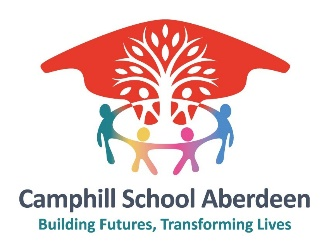 Camphill School Aberdeen
Building Futures, Transforming Lives